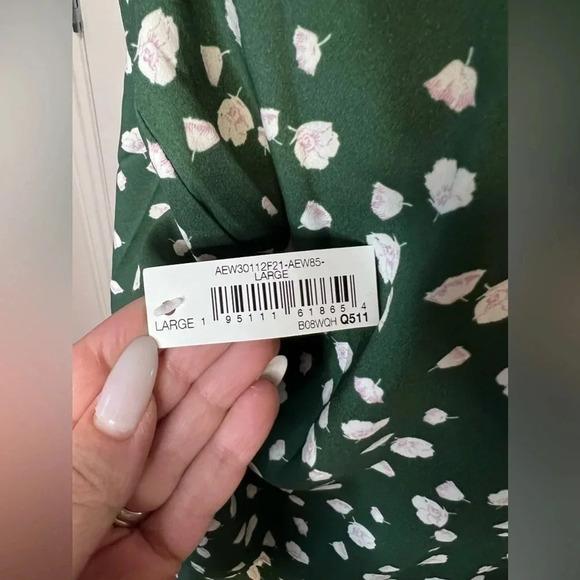 AEW30112F21-AEW85-
LARGE
LARGE 1 95111 61865 4
B08WQH Q511